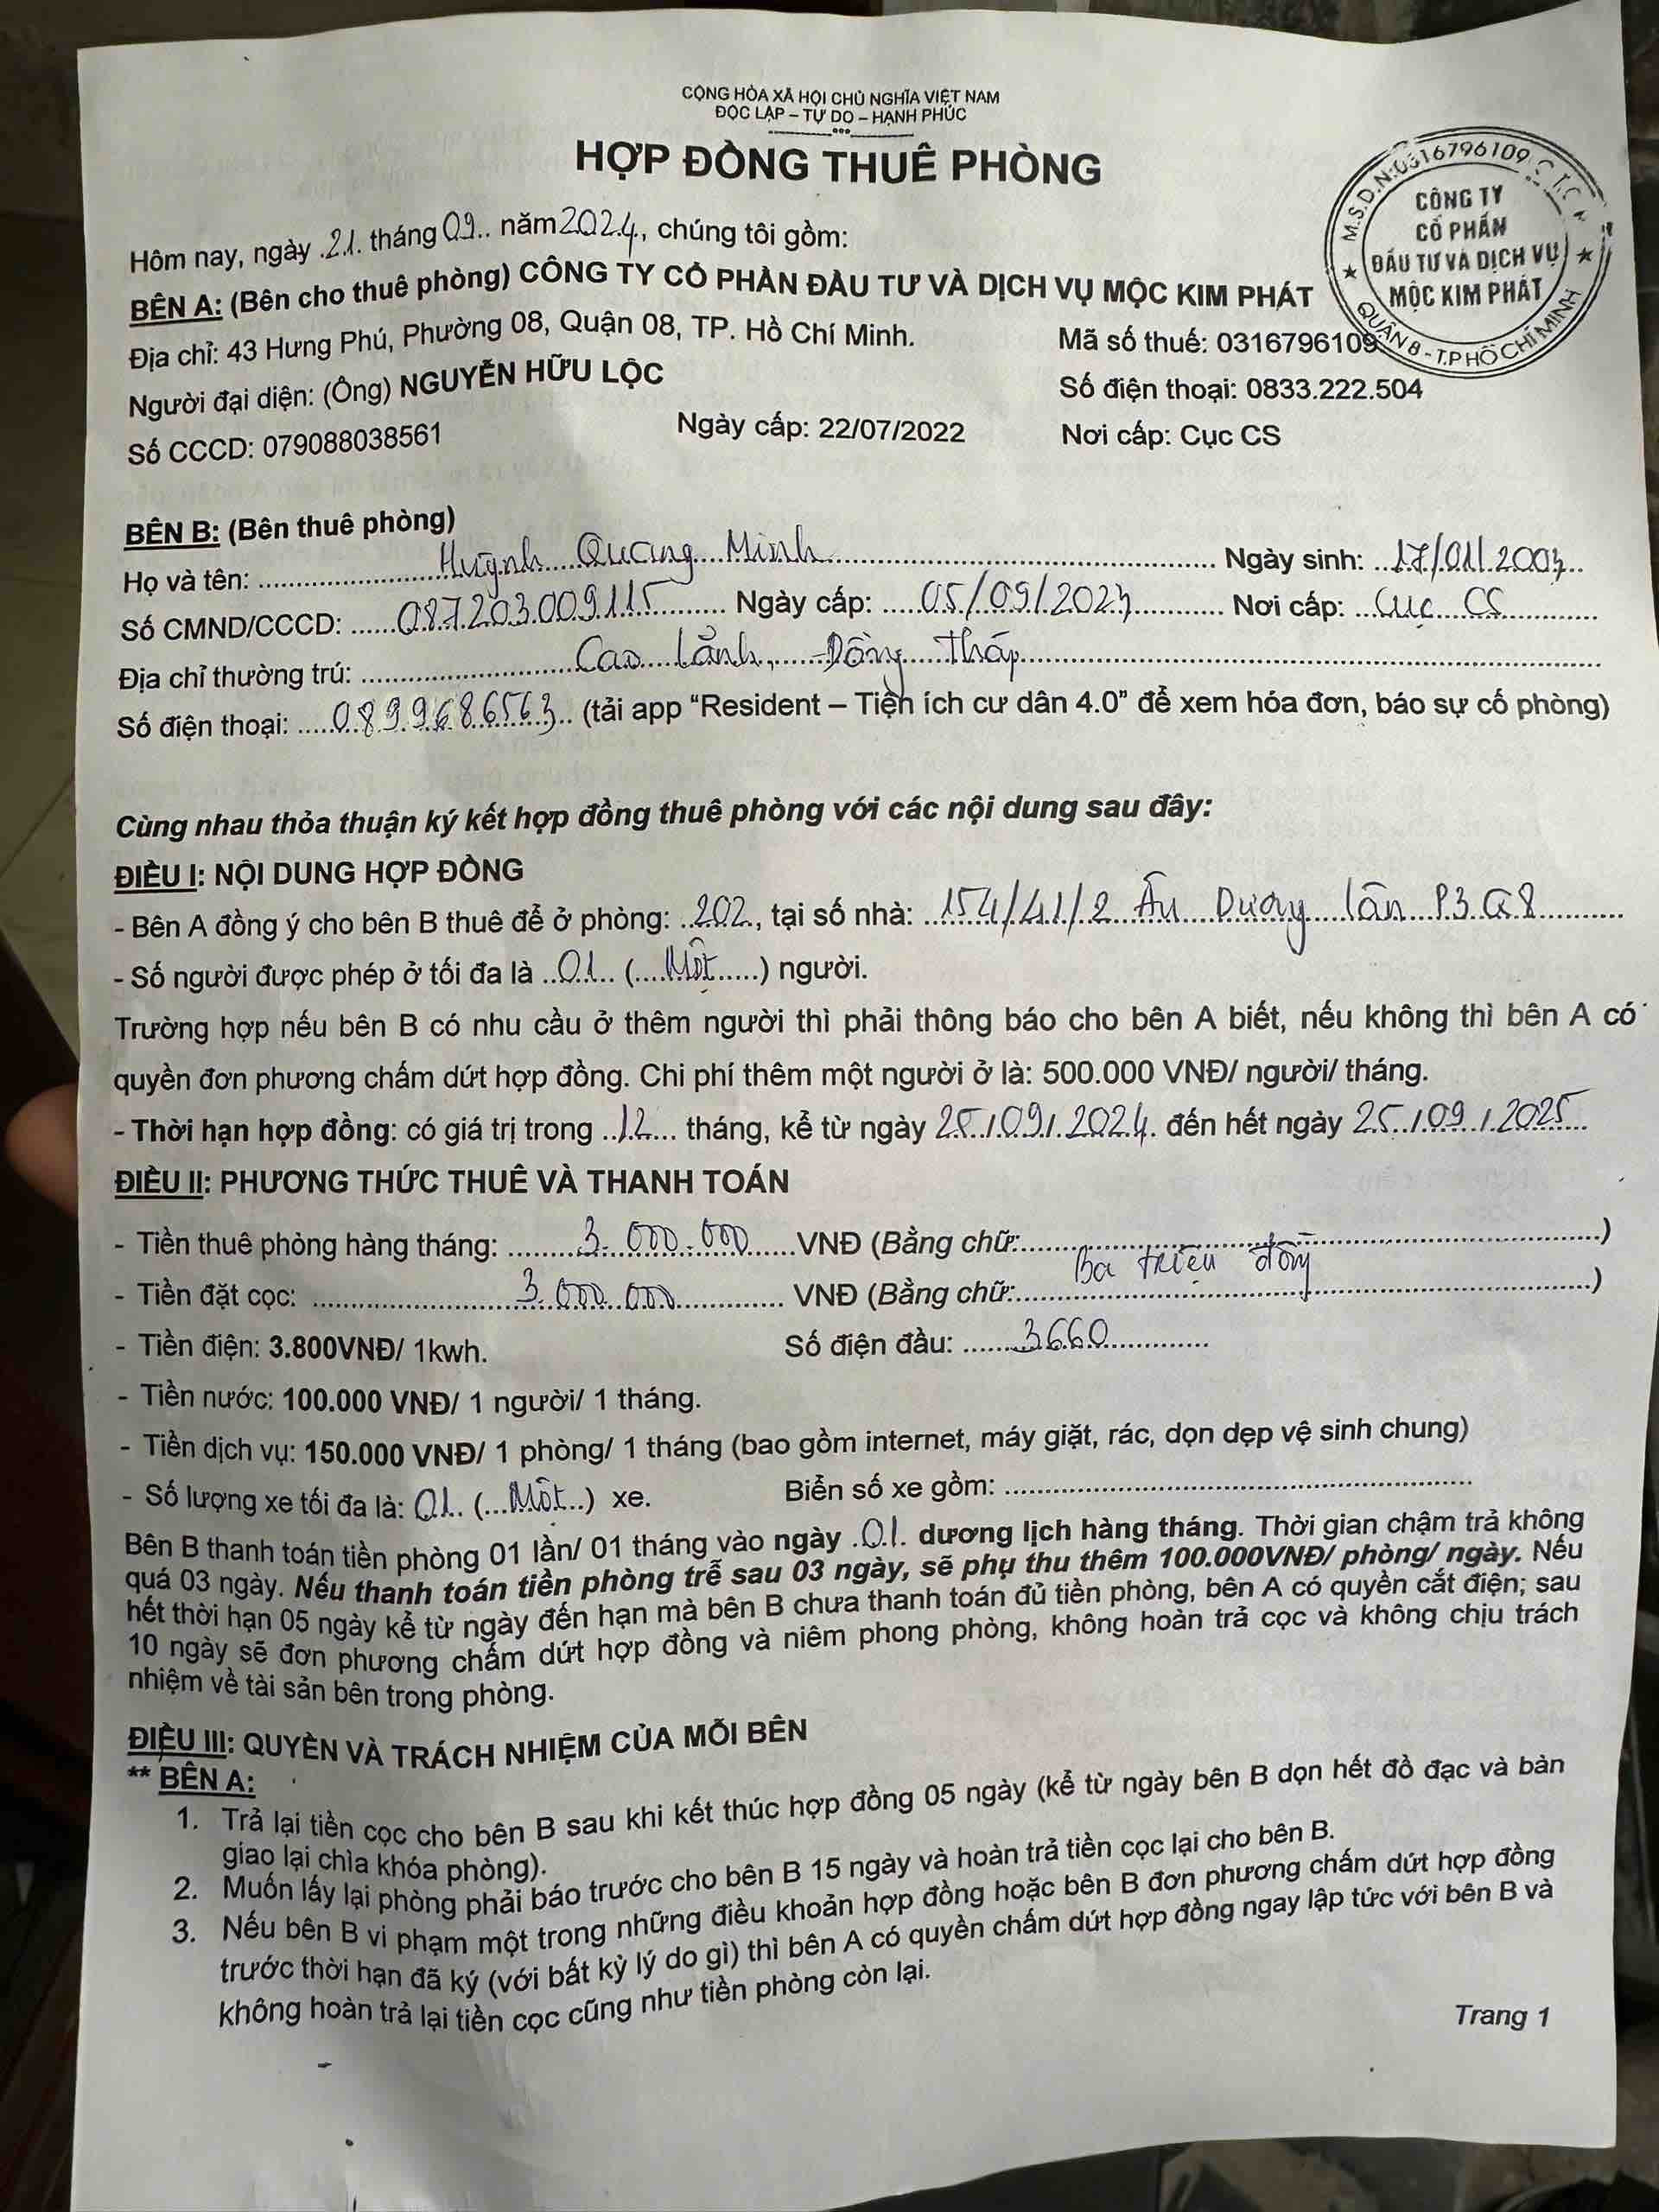 CỘNG HÒA XÃ HỘI CHỦ NGHĨA VIỆT NAM
ĐỘC LẬP – TỰ DO – HẠNH PHÚC
HỢP ĐỒNG THUÊ PHÒNG
M.S.D.N:0316796109
CÔNG TY
CỔ PHẦN
ĐẦU TƯ VÀ DỊCH VỤ
MỘC KIM PHÁT
QUẬN 8 - T.P HỒ CHÍ MINH
Hôm nay, ngày 21 tháng 09 năm 2024, chúng tôi gồm:
BÊN A: (Bên cho thuê phòng) CÔNG TY CỔ PHẦN ĐẦU TƯ VÀ DỊCH VỤ MỘC KIM PHÁT
Địa chỉ: 43 Hưng Phú, Phường 08, Quận 08, TP. Hồ Chí Minh. Mã số thuế: 0316796109
Người đại diện: (Ông) NGUYỄN HỮU LỘC Số điện thoại: 0833.222.504
Số CCCD: 079088038561 Ngày cấp: 22/07/2022 Nơi cấp: Cục CS
BÊN B: (Bên thuê phòng)
Họ và tên: Huỳnh Quang Minh Ngày sinh: 17/01/2003
Số CMND/CCCD: 087203009115 Ngày cấp: 05/09/2023 Nơi cấp: Cục CS
Địa chỉ thường trú: Cao Lãnh, Đồng Tháp
Số điện thoại: 0899686563 (tải app “Resident – Tiện ích cư dân 4.0” để xem hóa đơn, báo sự cố phòng)
Cùng nhau thỏa thuận ký kết hợp đồng thuê phòng với các nội dung sau đây:
ĐIỀU I: NỘI DUNG HỢP ĐỒNG
- Bên A đồng ý cho bên B thuê để ở phòng: 202, tại số nhà: 154/41/2 Âu Dương Lân P3 Q8
- Số người được phép ở tối đa là 01 (Một) người.
Trường hợp nếu bên B có nhu cầu ở thêm người thì phải thông báo cho bên A biết, nếu không thì bên A có
quyền đơn phương chấm dứt hợp đồng. Chi phí thêm một người ở là: 500.000 VNĐ/ người/ tháng.
- Thời hạn hợp đồng: có giá trị trong 12 tháng, kể từ ngày 25/09/2024 đến hết ngày 25/09/2025
ĐIỀU II: PHƯƠNG THỨC THUÊ VÀ THANH TOÁN
- Tiền thuê phòng hàng tháng: 3.000.000 VNĐ (Bằng chữ: Ba triệu đồng)
- Tiền đặt cọc: 3.000.000 VNĐ (Bằng chữ: )
- Tiền điện: 3.800VNĐ/ 1kwh. Số điện đầu: 3660
- Tiền nước: 100.000 VNĐ/ 1 người/ 1 tháng.
- Tiền dịch vụ: 150.000 VNĐ/ 1 phòng/ 1 tháng (bao gồm internet, máy giặt, rác, dọn dẹp vệ sinh chung)
- Số lượng xe tối đa là: 01 (Một) xe. Biển số xe gồm:
Bên B thanh toán tiền phòng 01 lần/ 01 tháng vào ngày 01 dương lịch hàng tháng. Thời gian chậm trả không
quá 03 ngày. Nếu thanh toán tiền phòng trễ sau 03 ngày, sẽ phụ thu thêm 100.000VNĐ/ phòng/ ngày. Nếu
hết thời hạn 05 ngày kể từ ngày đến hạn mà bên B chưa thanh toán đủ tiền phòng, bên A có quyền cắt điện; sau
10 ngày sẽ đơn phương chấm dứt hợp đồng và niêm phong phòng, không hoàn trả cọc và không chịu trách
nhiệm về tài sản bên trong phòng.
ĐIỀU III: QUYỀN VÀ TRÁCH NHIỆM CỦA MỖI BÊN
** BÊN A:
1. Trả lại tiền cọc cho bên B sau khi kết thúc hợp đồng 05 ngày (kể từ ngày bên B dọn hết đồ đạc và bàn
giao lại chìa khóa phòng).
2. Muốn lấy lại phòng phải báo trước cho bên B 15 ngày và hoàn trả tiền cọc lại cho bên B.
3. Nếu bên B vi phạm một trong những điều khoản hợp đồng hoặc bên B đơn phương chấm dứt hợp đồng
trước thời hạn đã ký (với bất kỳ lý do gì) thì bên A có quyền chấm dứt hợp đồng ngay lập tức với bên B và
không hoàn trả lại tiền cọc cũng như tiền phòng còn lại.
Trang 1